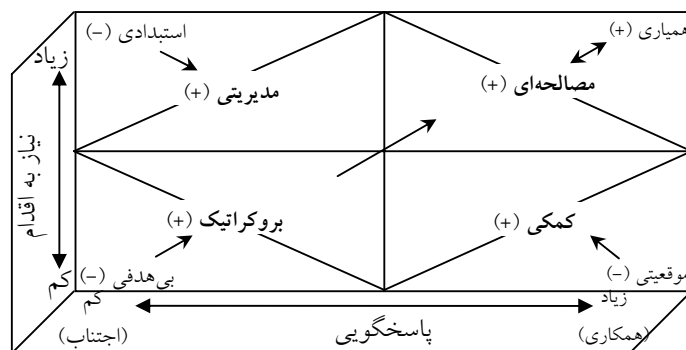 استبدادی (–)
همیاری (+)
زیاد
مدیریتی (+)
مصالحه‌ای (+)
نیاز به اقدام
بروکراتیک (+)
کمکی (+)
کم
بی‌هدفی (–)
موقعیتی (–)
کم
زیاد
(اجتناب)
پاسخگویی
(همکاری)